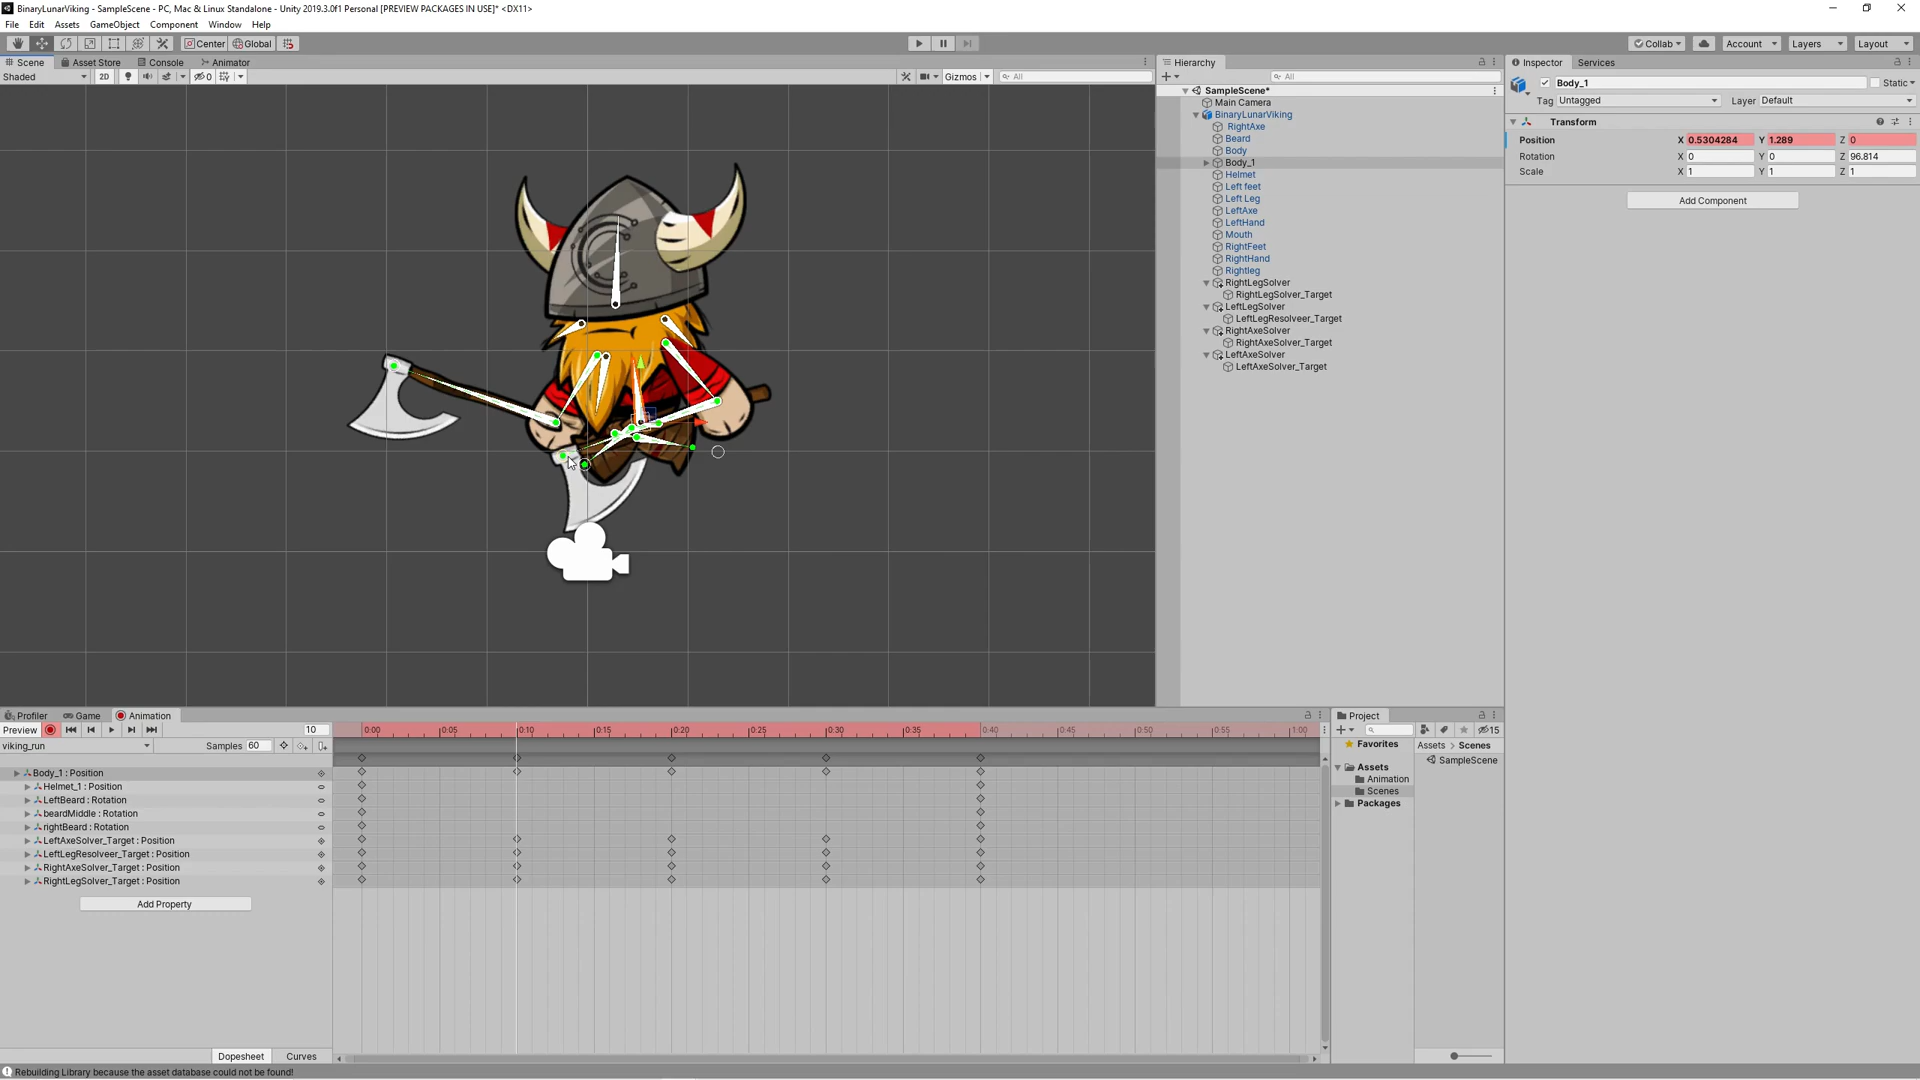 BinaryLunarViking - SampleScene - PC, Mac & Linux Standalone - Unity 2019.3.0f1 Personal [PREVIEW PACKAGES IN USE]* <DX11>
File Edit Assets GameObject Component Window Help
Center Global Collab Account Layers Layout
Scene Asset Store Console Animator
Shaded 2D 0 Gizmos All
Hierarchy
All
SampleScene*
Main Camera
BinaryLunarViking
RightAxe
Beard
Body
Body_1
Helmet
Left feet
Left Leg
LeftAxe
LeftHand
Mouth
RightFeet
RightHand
Rightleg
RightLegSolver
RightLegSolver_Target
LeftLegSolver
LeftLegResolveer_Target
RightAxeSolver
RightAxeSolver_Target
LeftAxeSolver
LeftAxeSolver_Target
Inspector Services
Body_1 Static
Tag Untagged Layer Default
Transform
Position X 0.5304284 Y 1.289 Z 0
Rotation X 0 Y 0 Z 96.814
Scale X 1 Y 1 Z 1
Add Component
Profiler Game Animation
Preview 10
0:00 0:05 0:10 0:15 0:20 0:25 0:30 0:35 0:40 0:45 0:50 0:55 1:00
viking_run Samples 60
Body_1 : Position
Helmet_1 : Position
LeftBeard : Rotation
beardMiddle : Rotation
rightBeard : Rotation
LeftAxeSolver_Target : Position
LeftLegResolveer_Target : Position
RightAxeSolver_Target : Position
RightLegSolver_Target : Position
Add Property
Dopesheet Curves
Project
15
Favorites
Assets
Animation
Scenes
Packages
Assets > Scenes
SampleScene
Rebuilding Library because the asset database could not be found!